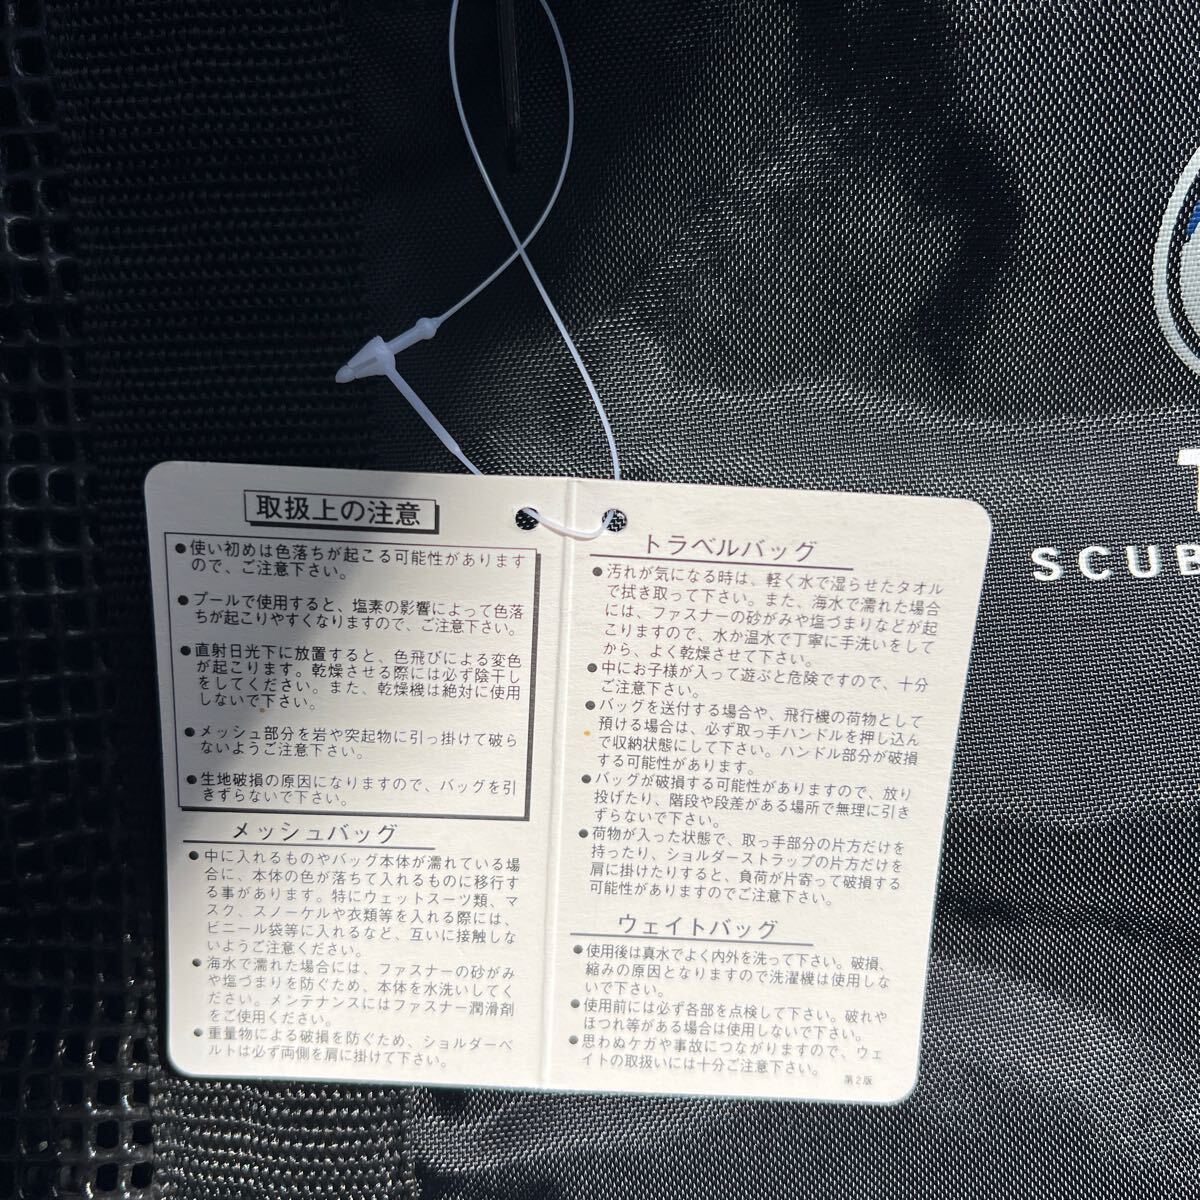 取扱上の注意
●使い初めは色落ちが起こる可能性があります
ので、ご注意下さい。
●プールで使用すると、塩素の影響によって色落
ちが起こりやすくなりますので、ご注意下さい。
●直射日光下に放置すると、色飛びによる変色
が起こります。乾燥させる際には必ず陰干し
をしてください。また、乾燥機は絶対に使用
しないで下さい。
●メッシュ部分を岩や突起物に引っ掛けて破ら
ないようご注意下さい。
●生地破損の原因になりますので、バッグを引
きずらないで下さい。
メッシュバッグ
●中に入れるものやバッグ本体が濡れている場
合に、本体の色が落ちて入れるものに移行す
る事があります。特にウェットスーツ類、マ
スク、スノーケルや衣類等を入れる際には、
ビニール袋等に入れるなど、互いに接触しな
いようご注意ください。
●海水で濡れた場合には、ファスナーの砂がみ
や塩づまりを防ぐため、本体を水洗いしてく
ださい。メンテナンスにはファスナー潤滑剤
をご使用ください。
●重量物による破損を防ぐため、ショルダーベ
ルトは必ず両側を肩に掛けて下さい。
トラベルバッグ
●汚れが気になる時は、軽く水で湿らせたタオル
で拭き取って下さい。また、海水で濡れた場合
には、ファスナーの砂がみや塩づまりなどが起
こりますので、水か温水で丁寧に手洗いをして
から、よく乾燥させて下さい。
●中にお子様が入って遊ぶと危険ですので、十分
ご注意下さい。
●バッグを送付する場合や、飛行機の荷物として
預ける場合は、必ず取っ手ハンドルを押し込ん
で収納状態にして下さい。ハンドル部分が破損
する可能性があります。
●バッグが破損する可能性がありますので、放り
投げたり、階段や段差がある場所で無理に引き
ずらないで下さい。
●荷物が入った状態で、取っ手部分の片方だけを
持ったり、ショルダーストラップの片方だけを
肩に掛けたりすると、負荷が片寄って破損する
可能性がありますのでご注意下さい。
ウェイトバッグ
●使用後は真水でよく内外を洗って下さい。破損、
縮みの原因となりますので洗濯機は使用しな
いで下さい。
●使用前には必ず各部を点検して下さい。破れや
ほつれ等がある場合は使用しないで下さい。
●思わぬケガや事故につながりますので、ウェ
イトの取扱いには十分ご注意下さい。
第2版
SCUB